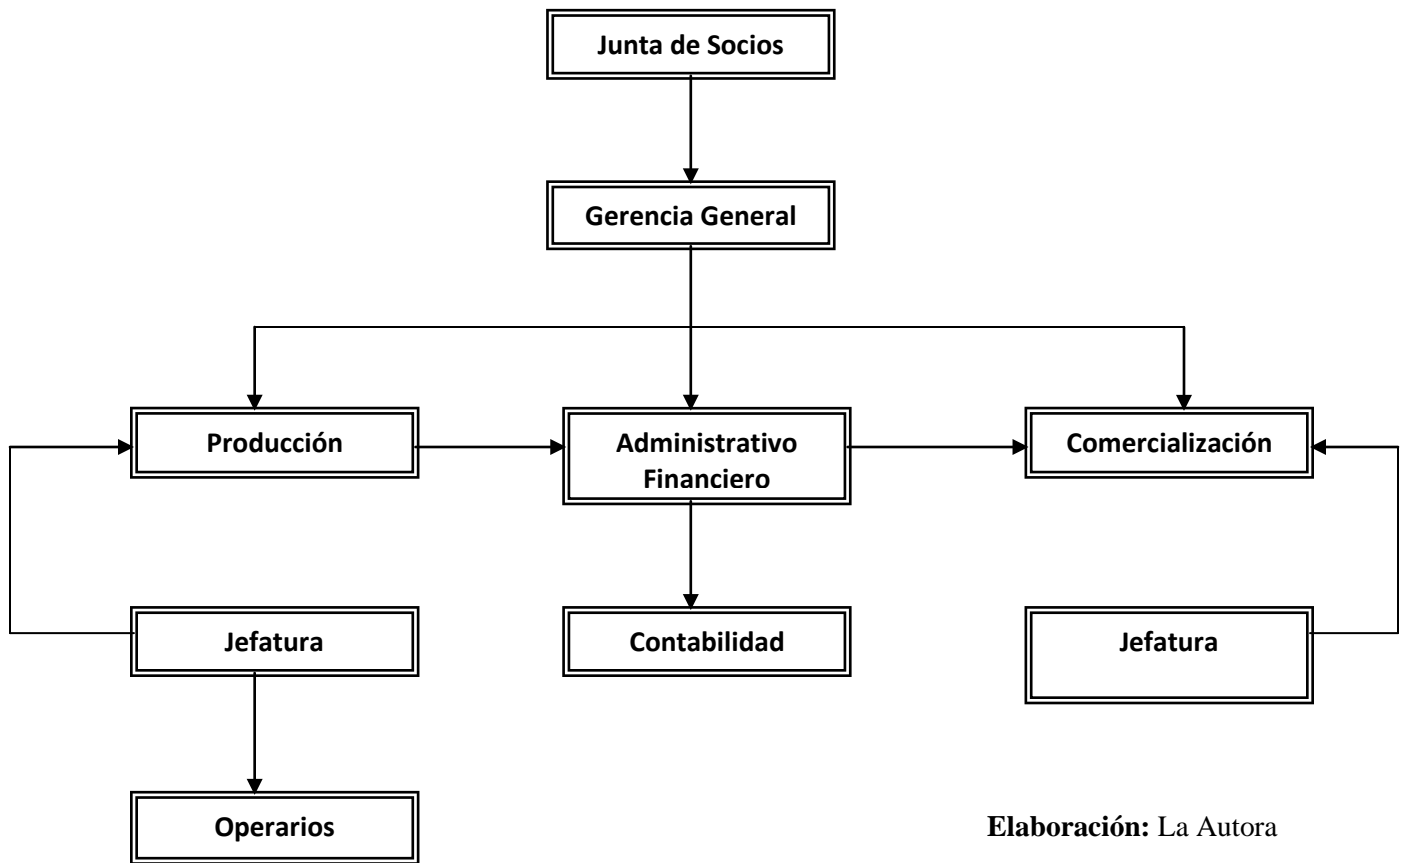 Junta de Socios
Gerencia General
Producción
Administrativo
Financiero
Comercialización
Jefatura
Contabilidad
Jefatura
Operarios
Elaboración: La Autora